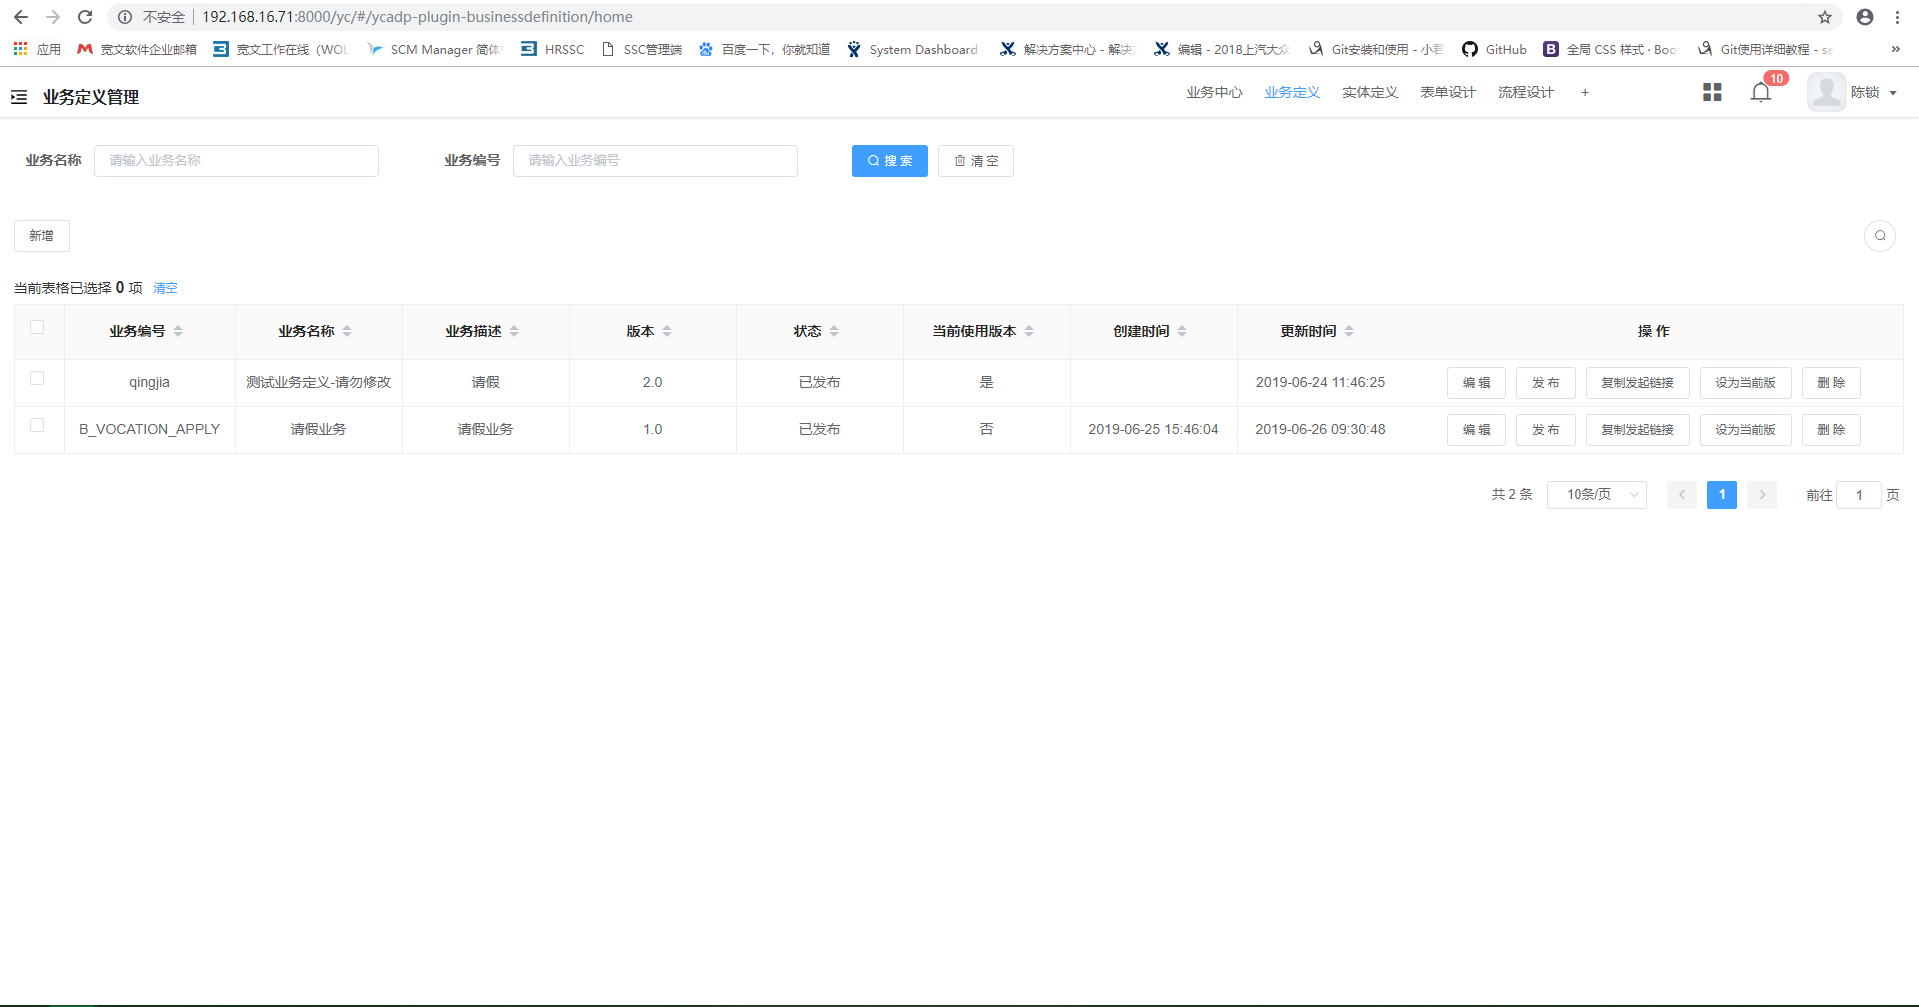 不安全 192.168.16.71:8000/yc/#/ycadp-plugin-businessdefinition/home
应用 宽文软件企业邮箱 宽文工作在线（WOL SCM Manager 简体 HRSSC SSC管理端 百度一下，你就知道 System Dashboard 解决方案中心 - 解决 编辑 - 2018上汽大众 Git安装和使用 - 小君 GitHub 全局 CSS 样式 · Boo Git使用详细教程 - se »
业务定义管理 业务中心 业务定义 实体定义 表单设计 流程设计 + 10 陈锁
业务名称 请输入业务名称 业务编号 请输入业务编号 搜 索 清 空
新增
当前表格已选择 0 项 清空
业务编号 业务名称 业务描述 版本 状态 当前使用版本 创建时间 更新时间 操 作
qingjia 测试业务定义-请勿修改 请假 2.0 已发布 是 2019-06-24 11:46:25 编 辑 发 布 复制发起链接 设为当前版 删 除
B_VOCATION_APPLY 请假业务 请假业务 1.0 已发布 否 2019-06-25 15:46:04 2019-06-26 09:30:48 编 辑 发 布 复制发起链接 设为当前版 删 除
共 2 条 10条/页 1 前往 1 页